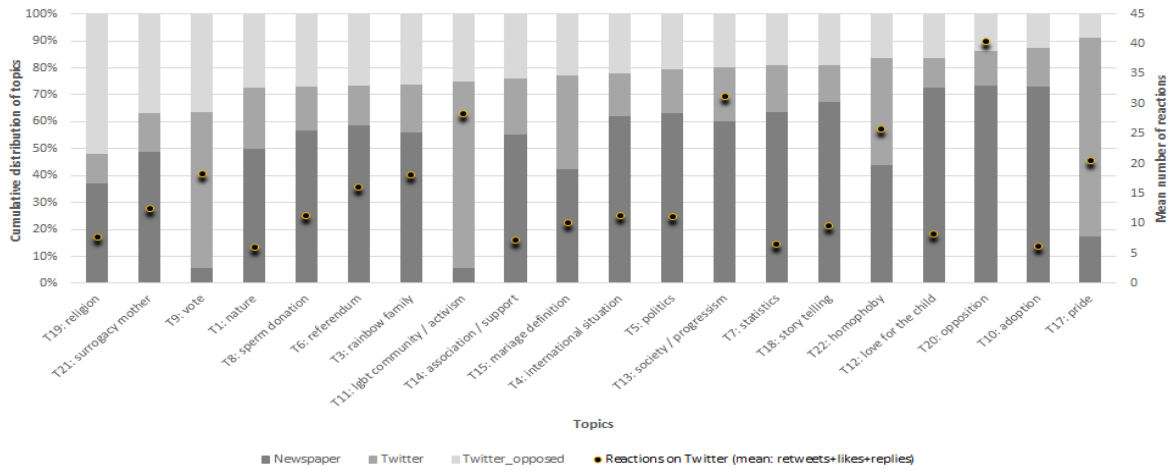 100%
90%
80%
70%
60%
50%
40%
30%
20%
10%
0%
Cumulative distribution of topics
45
40
35
30
25
20
15
10
5
0
Mean number of reactions
T19: religion
T21: surrogacy mother
T9: vote
T1: nature
T8: sperm donation
T6: referendum
T3: rainbow family
T11: lgbt community / activism
T14: association / support
T15: mariage definition
T4: international situation
T5: politics
T13: society / progressism
T7: statistics
T18: story telling
T22: homophoby
T12: love for the child
T20: opposition
T10: adoption
T17: pride
Topics
Newspaper Twitter Twitter_opposed Reactions on Twitter (mean: retweets+likes+replies)